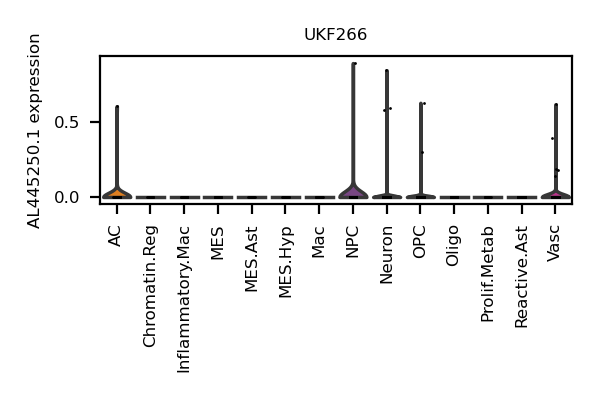 UKF266
AL445250.1 expression
0.5
0.0
AC
Chromatin.Reg
Inflammatory.Mac
MES
MES.Ast
MES.Hyp
Mac
NPC
Neuron
OPC
Oligo
Prolif.Metab
Reactive.Ast
Vasc